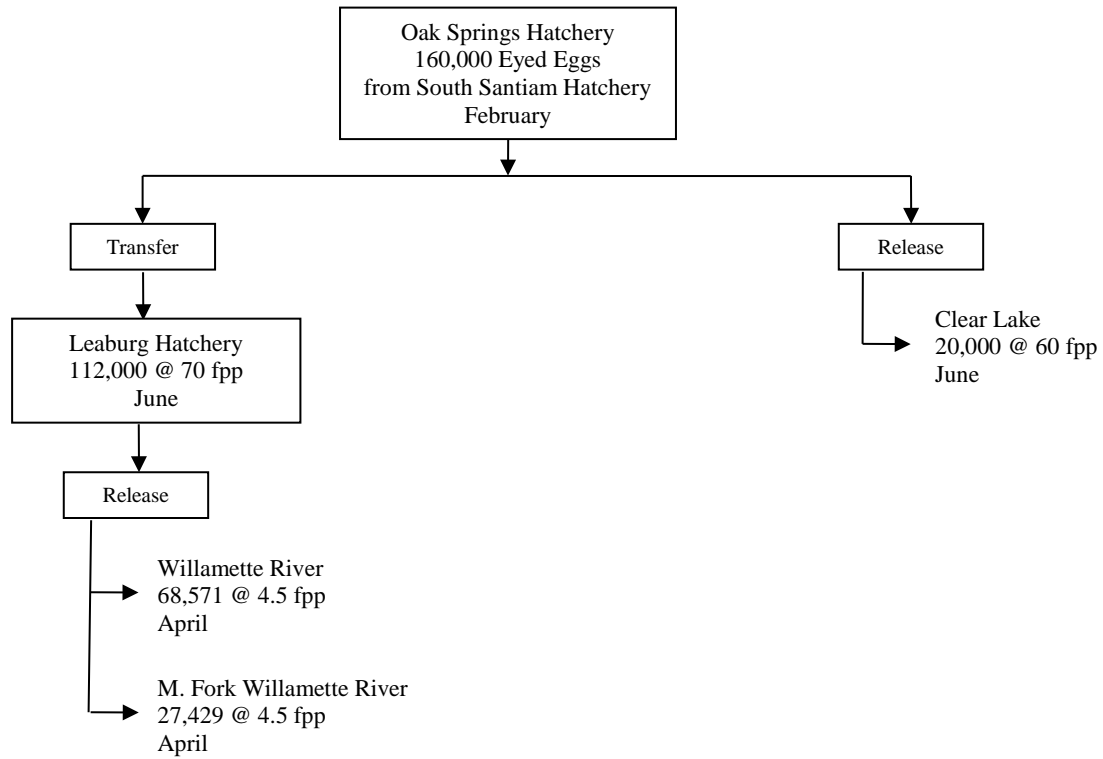 Oak Springs Hatchery
160,000 Eyed Eggs
from South Santiam Hatchery
February
Transfer
Release
Leaburg Hatchery
112,000 @ 70 fpp
June
Clear Lake
20,000 @ 60 fpp
June
Release
Willamette River
68,571 @ 4.5 fpp
April
M. Fork Willamette River
27,429 @ 4.5 fpp
April